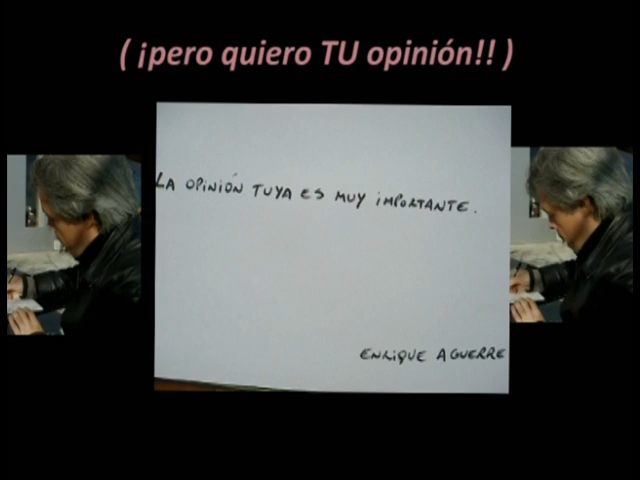 ( ¡pero quiero TU opinión!! )
LA OPINIÓN TUYA ES MUY IMPORTANTE.
ENRIQUE AGUERRE